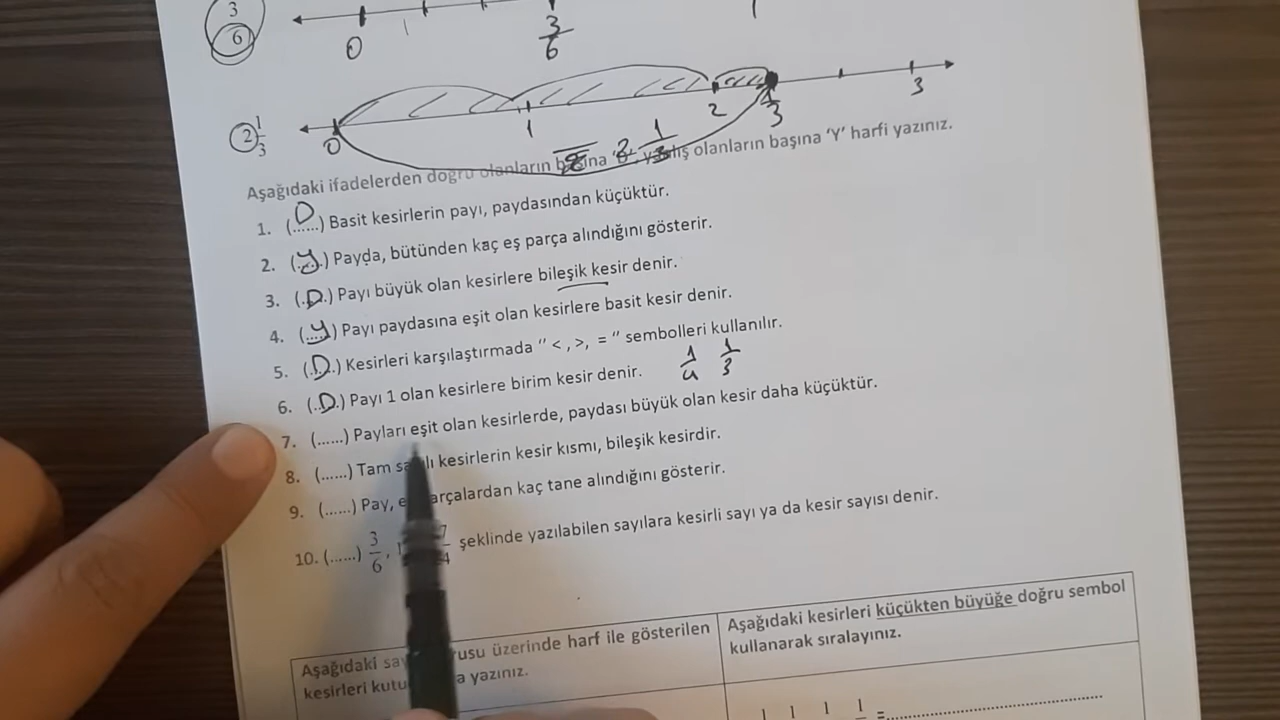 3
6
0
1
3
6
1
2 1/3
0
1
2
3
3
Aşağıdaki ifadelerden doğru olanların başına yanlış olanların başına 'Y' harfi yazınız.
1. (D) Basit kesirlerin payı, paydasından küçüktür.
2. (.y.) Payda, bütünden kaç eş parça alındığını gösterir.
3. (.D.) Payı büyük olan kesirlere bileşik kesir denir.
4. (y) Payı paydasına eşit olan kesirlere basit kesir denir.
5. (.D.) Kesirleri karşılaştırmada " < , >, = " sembolleri kullanılır.
6. (.D.) Payı 1 olan kesirlere birim kesir denir. 1/4 1/3
7. (......) Payları eşit olan kesirlerde, paydası büyük olan kesir daha küçüktür.
8. (......) Tam kesirlerin kesir kısmı, bileşik kesirdir.
9. (......) Pay, kaç tane alındığını gösterir.
10. (......) 3/6, şeklinde yazılabilen sayılara kesirli sayı ya da kesir sayısı denir.
Aşağıdaki üzerinde harf ile gösterilen
kesirleri yazınız.
Aşağıdaki kesirleri küçükten büyüğe doğru sembol
kullanarak sıralayınız.
1 1 1 1 =